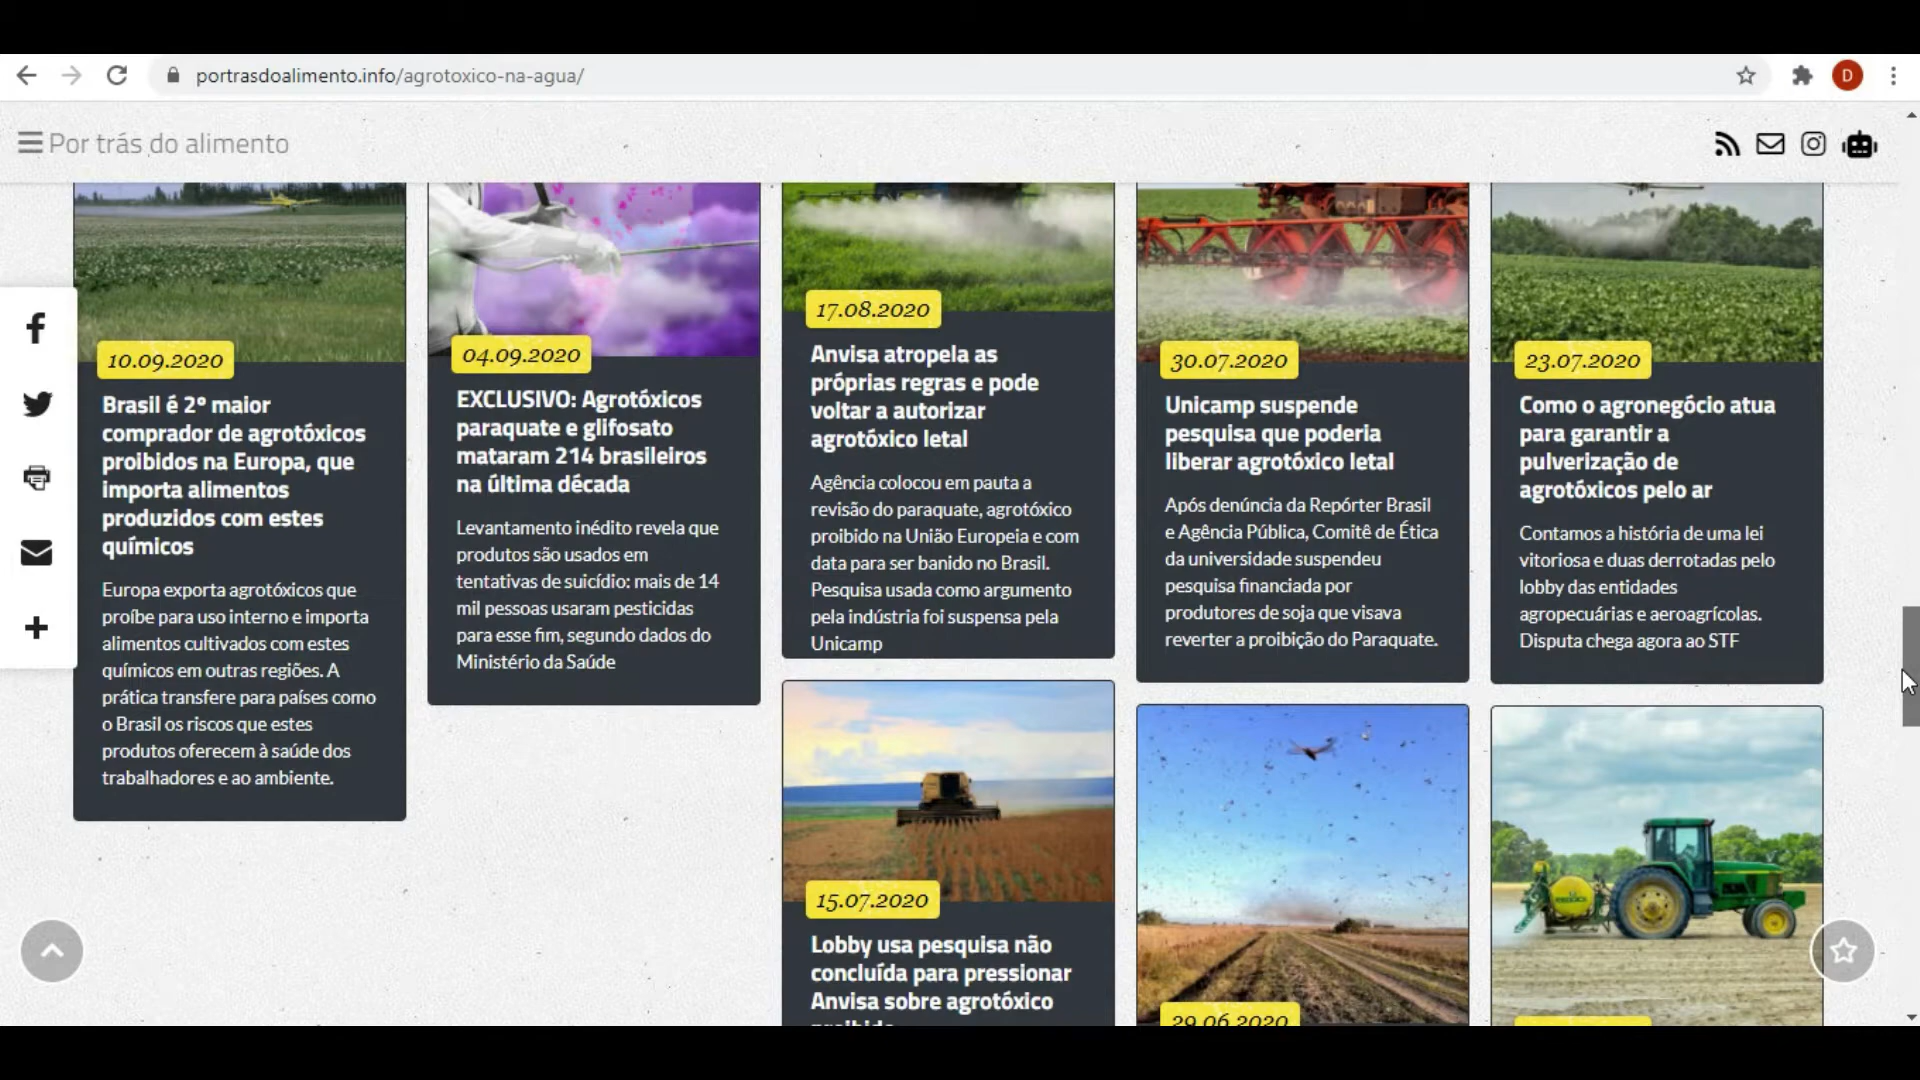 portrasdoalimento.info/agrotoxico-na-agua/
D
Por trás do alimento
10.09.2020
Brasil é 2º maior
comprador de agrotóxicos
proibidos na Europa, que
importa alimentos
produzidos com estes
químicos
Europa exporta agrotóxicos que
proíbe para uso interno e importa
alimentos cultivados com estes
químicos em outras regiões. A
prática transfere para países como
o Brasil os riscos que estes
produtos oferecem à saúde dos
trabalhadores e ao ambiente.
04.09.2020
EXCLUSIVO: Agrotóxicos
paraquate e glifosato
mataram 214 brasileiros
na última década
Levantamento inédito revela que
produtos são usados em
tentativas de suicídio: mais de 14
mil pessoas usaram pesticidas
para esse fim, segundo dados do
Ministério da Saúde
17.08.2020
Anvisa atropela as
próprias regras e pode
voltar a autorizar
agrotóxico letal
Agência colocou em pauta a
revisão do paraquate, agrotóxico
proibido na União Europeia e com
data para ser banido no Brasil.
Pesquisa usada como argumento
pela indústria foi suspensa pela
Unicamp
30.07.2020
Unicamp suspende
pesquisa que poderia
liberar agrotóxico letal
Após denúncia da Repórter Brasil
e Agência Pública, Comitê de Ética
da universidade suspendeu
pesquisa financiada por
produtores de soja que visava
reverter a proibição do Paraquate.
23.07.2020
Como o agronegócio atua
para garantir a
pulverização de
agrotóxicos pelo ar
Contamos a história de uma lei
vitoriosa e duas derrotadas pelo
lobby das entidades
agropecuárias e aeroagrícolas.
Disputa chega agora ao STF
15.07.2020
Lobby usa pesquisa não
concluída para pressionar
Anvisa sobre agrotóxico
proibido
29.06.2020